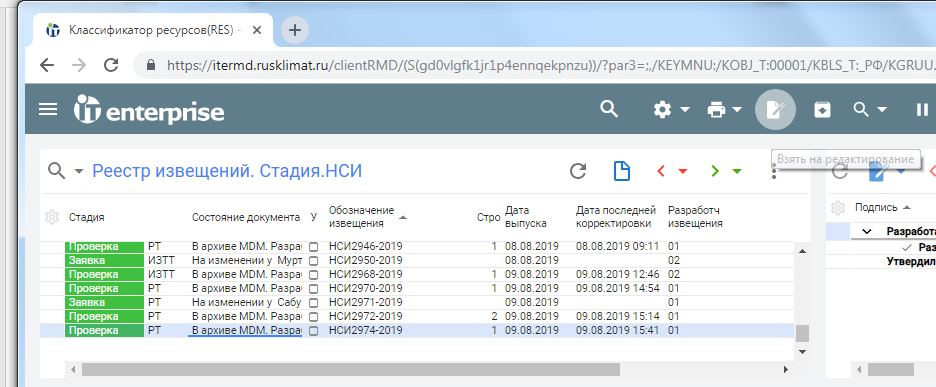 Классификатор ресурсов(RES) -
https://itermd.rusklimat.ru/clientRMD/(S(gd0vlgfk1jr1p4ennqekpnzu))/?par3=;,/KEYMNU:/KOBJ_T:00001/KBLS_T:_РФ/KGRUU.
it enterprise
Взять на редактирование
Реестр извещений. Стадия.НСИ
Стадия Состояние документа У Обозначение извещения Стро Дата выпуска Дата последней корректировки Разработч извещения Подпись
Проверка РТ В архиве MDM. Разра НСИ2946-2019 1 08.08.2019 08.08.2019 09:11 01 Разработа
Заявка ИЗТТ На изменении у Мурт НСИ2950-2019 08.08.2019 02 Раз
Проверка ИЗТТ В архиве MDM. Разра НСИ2968-2019 1 09.08.2019 09.08.2019 12:46 02 Утвердил
Проверка РТ В архиве MDM. Разра НСИ2970-2019 1 09.08.2019 09.08.2019 14:54 01
Заявка РТ На изменении у Сабу НСИ2971-2019 09.08.2019 01
Проверка РТ В архиве MDM. Разра НСИ2972-2019 2 09.08.2019 09.08.2019 15:14 01
Проверка РТ В архиве MDM. Разра НСИ2974-2019 1 09.08.2019 09.08.2019 15:41 01